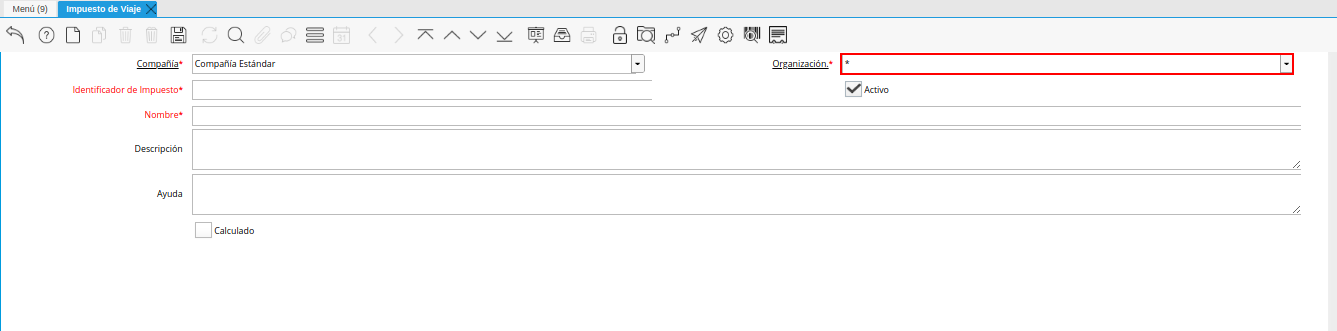 Menú (9) Impuesto de Viaje
Compañía* Compañía Estándar Organización.* *
Identificador de Impuesto* Activo
Nombre*
Descripción
Ayuda
Calculado